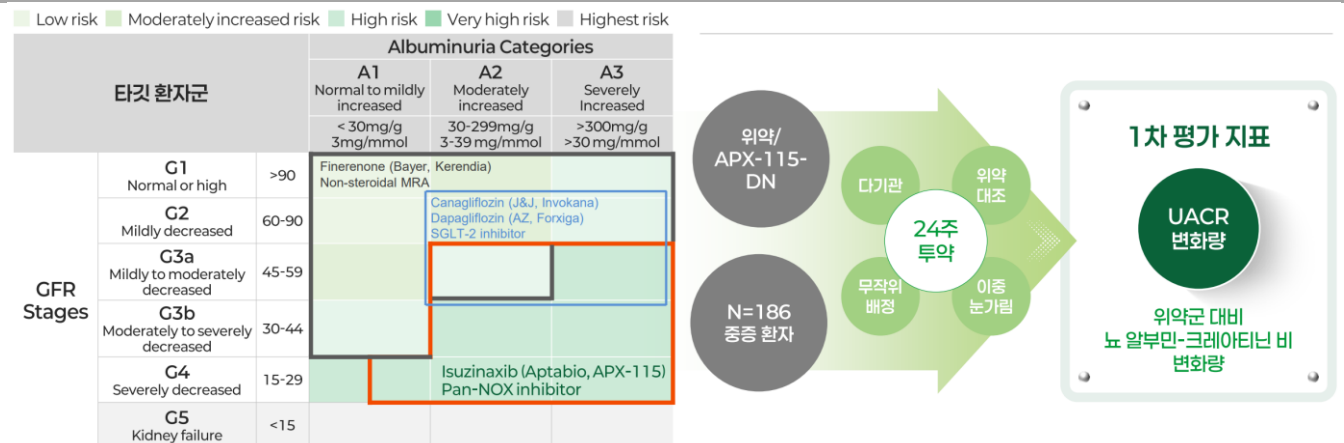 Low risk Moderately increased risk High risk Very high risk Highest risk
타깃 환자군
Albuminuria Categories
A1
Normal to mildly
increased
A2
Moderately
increased
A3
Severely
Increased
< 30mg/g
3mg/mmol
30-299mg/g
3-39 mg/mmol
>300mg/g
>30 mg/mmol
GFR
Stages
G1
Normal or high
>90
G2
Mildly decreased
60-90
G3a
Mildly to moderately
decreased
45-59
G3b
Moderately to severely
decreased
30-44
G4
Severely decreased
15-29
G5
Kidney failure
<15
Finerenone (Bayer, Kerendia)
Non-steroidal MRA
Canagliflozin (J&J, Invokana)
Dapagliflozin (AZ, Forxiga)
SGLT-2 inhibitor
Isuzinaxib (Aptabio, APX-115)
Pan-NOX inhibitor
위약/
APX-115-
DN
N=186
중증 환자
다기관
위약
대조
24주
투약
무작위
배정
이중
눈가림
1차 평가 지표
UACR
변화량
위약군 대비
뇨 알부민-크레아티닌 비
변화량